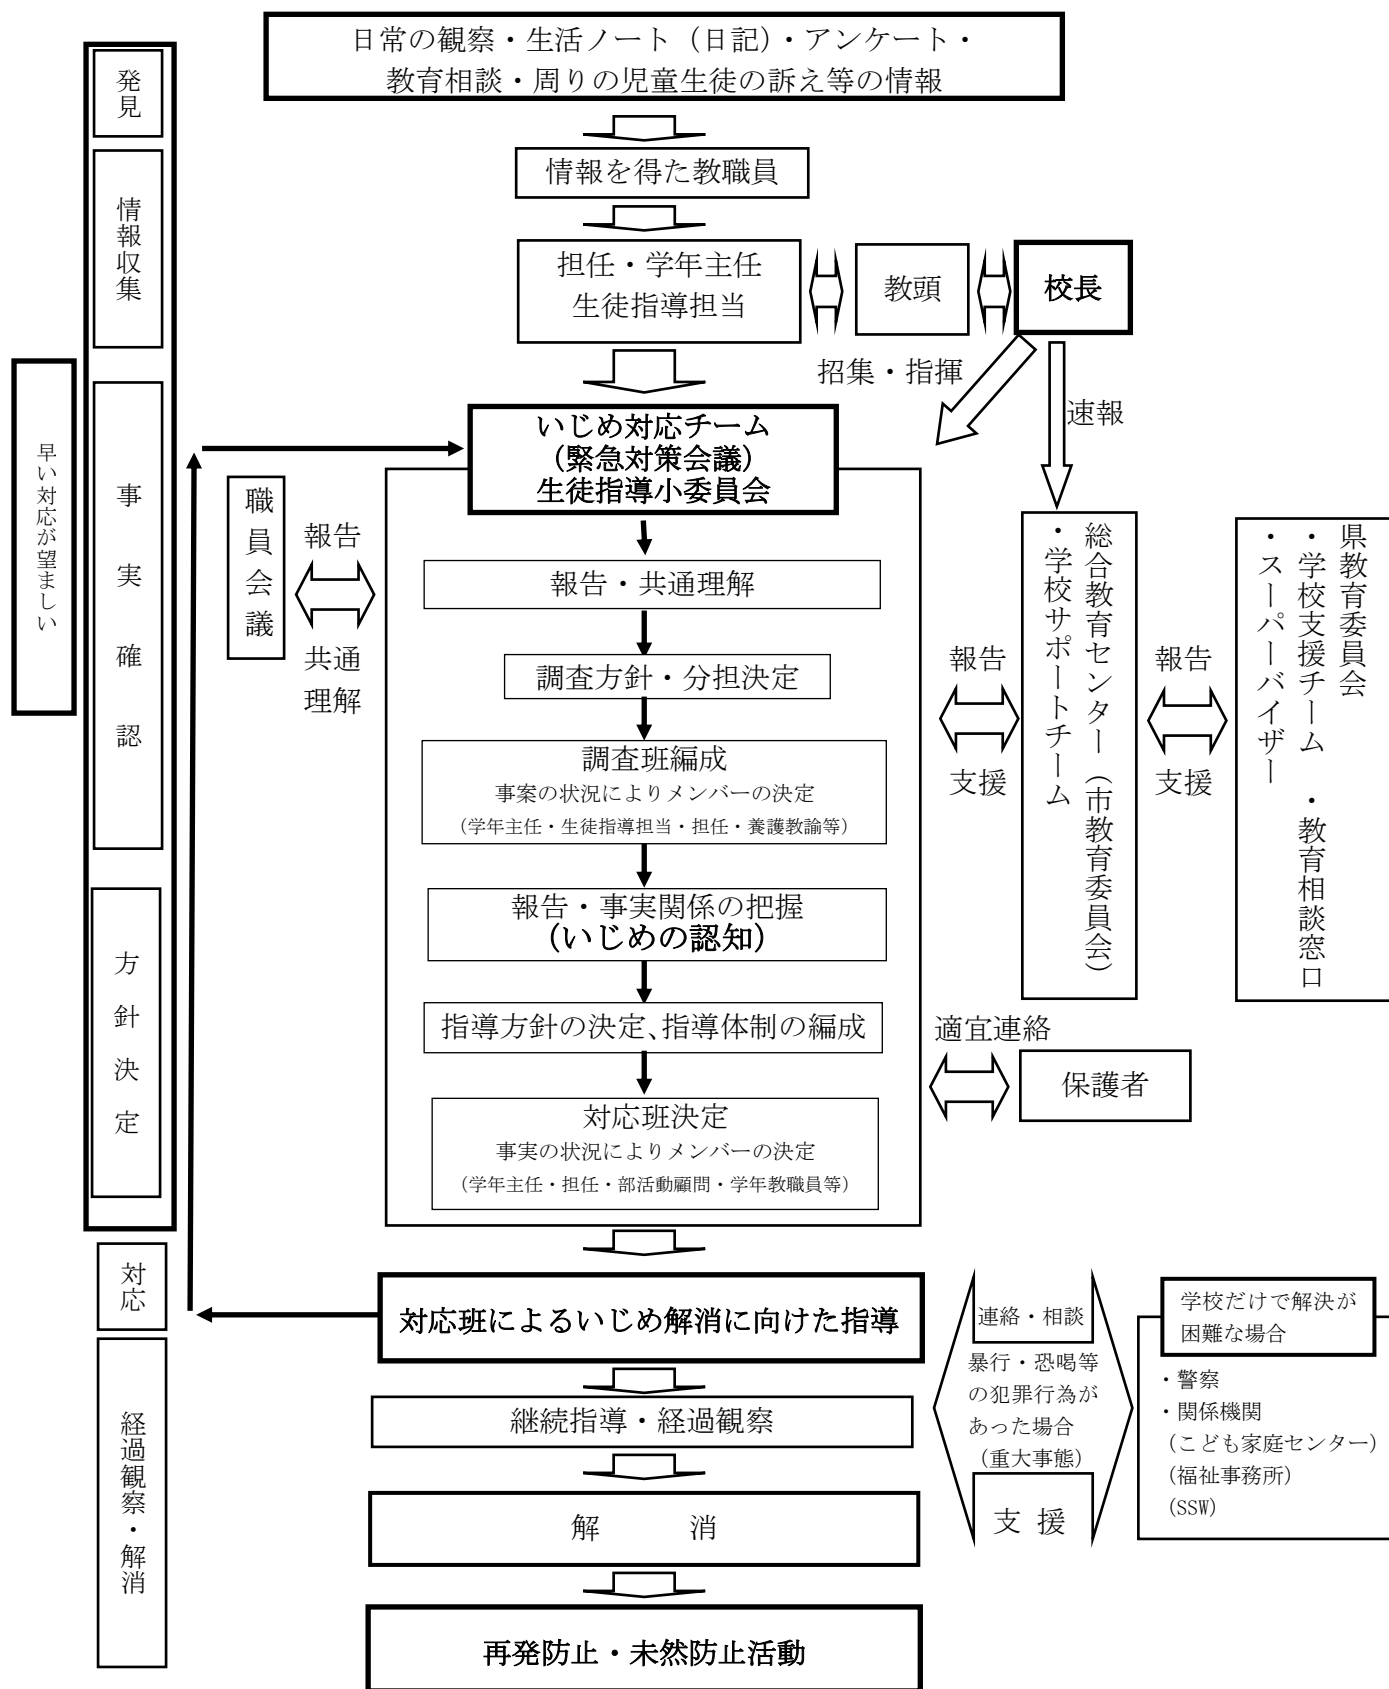 日常の観察・生活ノート（日記）・アンケート・
教育相談・周りの児童生徒の訴え等の情報
情報を得た教職員
担任・学年主任
生徒指導担当
教頭
校長
招集・指揮
速報
いじめ対応チーム
（緊急対策会議）
生徒指導小委員会
職員会議
報告
共通
理解
報告・共通理解
調査方針・分担決定
調査班編成
事案の状況によりメンバーの決定
（学年主任・生徒指導担当・担任・養護教諭等）
報告・事実関係の把握
（いじめの認知）
指導方針の決定、指導体制の編成
対応班決定
事実の状況によりメンバーの決定
（学年主任・担任・部活動顧問・学年教職員等）
報告
支援
総合教育センター（市教育委員会）
・学校サポートチーム
報告
支援
県教育委員会
・学校支援チーム　・教育相談窓口
・スーパーバイザー
適宜連絡
保護者
対応班によるいじめ解消に向けた指導
継続指導・経過観察
解　　　消
再発防止・未然防止活動
連絡・相談
暴行・恐喝等
の犯罪行為が
あった場合
（重大事態）
支 援
学校だけで解決が
困難な場合
・警察
・関係機関
（こども家庭センター）
（福祉事務所）
（SSW）
発見
情報収集
事実確認
方針決定
早い対応が望ましい
対応
経過観察・解消